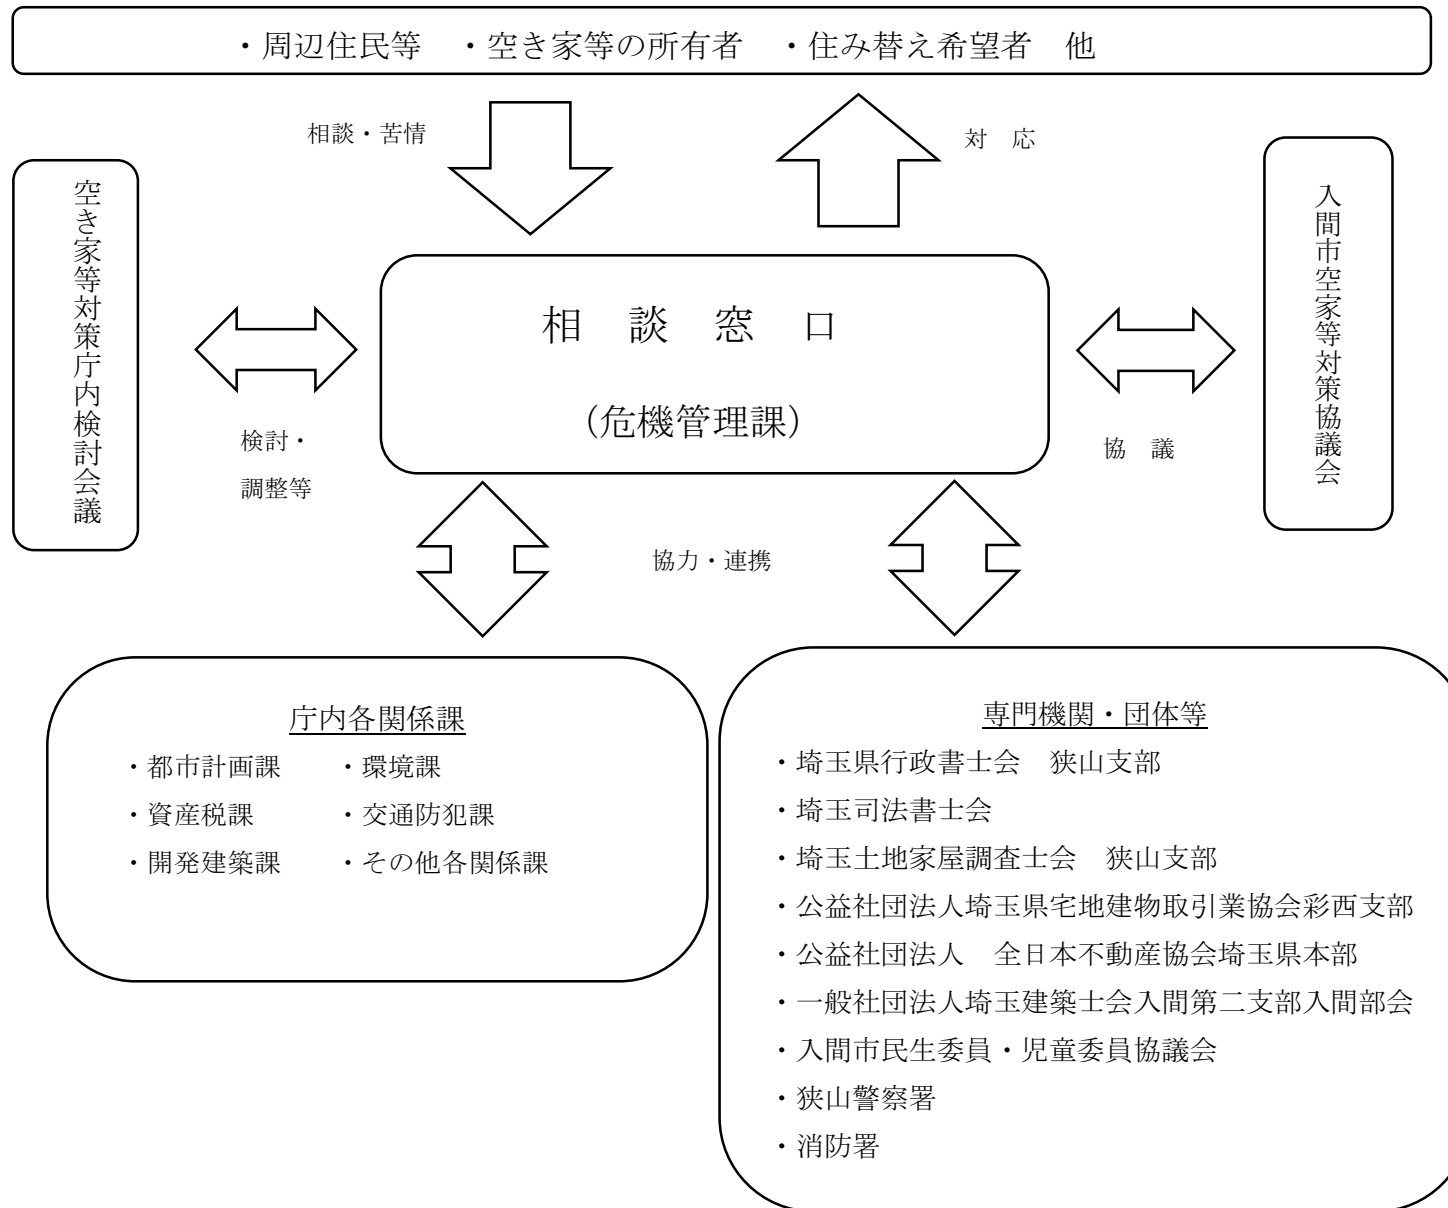 ・周辺住民等　・空き家等の所有者　・住み替え希望者　他
相談・苦情
対　応
空き家等対策庁内検討会議
入間市空家等対策協議会
相　談　窓　口
（危機管理課）
検討・
調整等
協　議
協力・連携
庁内各関係課
・都市計画課　・環境課
・資産税課　・交通防犯課
・開発建築課　・その他各関係課
専門機関・団体等
・埼玉県行政書士会　狭山支部
・埼玉司法書士会
・埼玉土地家屋調査士会　狭山支部
・公益社団法人埼玉県宅地建物取引業協会彩西支部
・公益社団法人　全日本不動産協会埼玉県本部
・一般社団法人埼玉建築士会入間第二支部入間部会
・入間市民生委員・児童委員協議会
・狭山警察署
・消防署